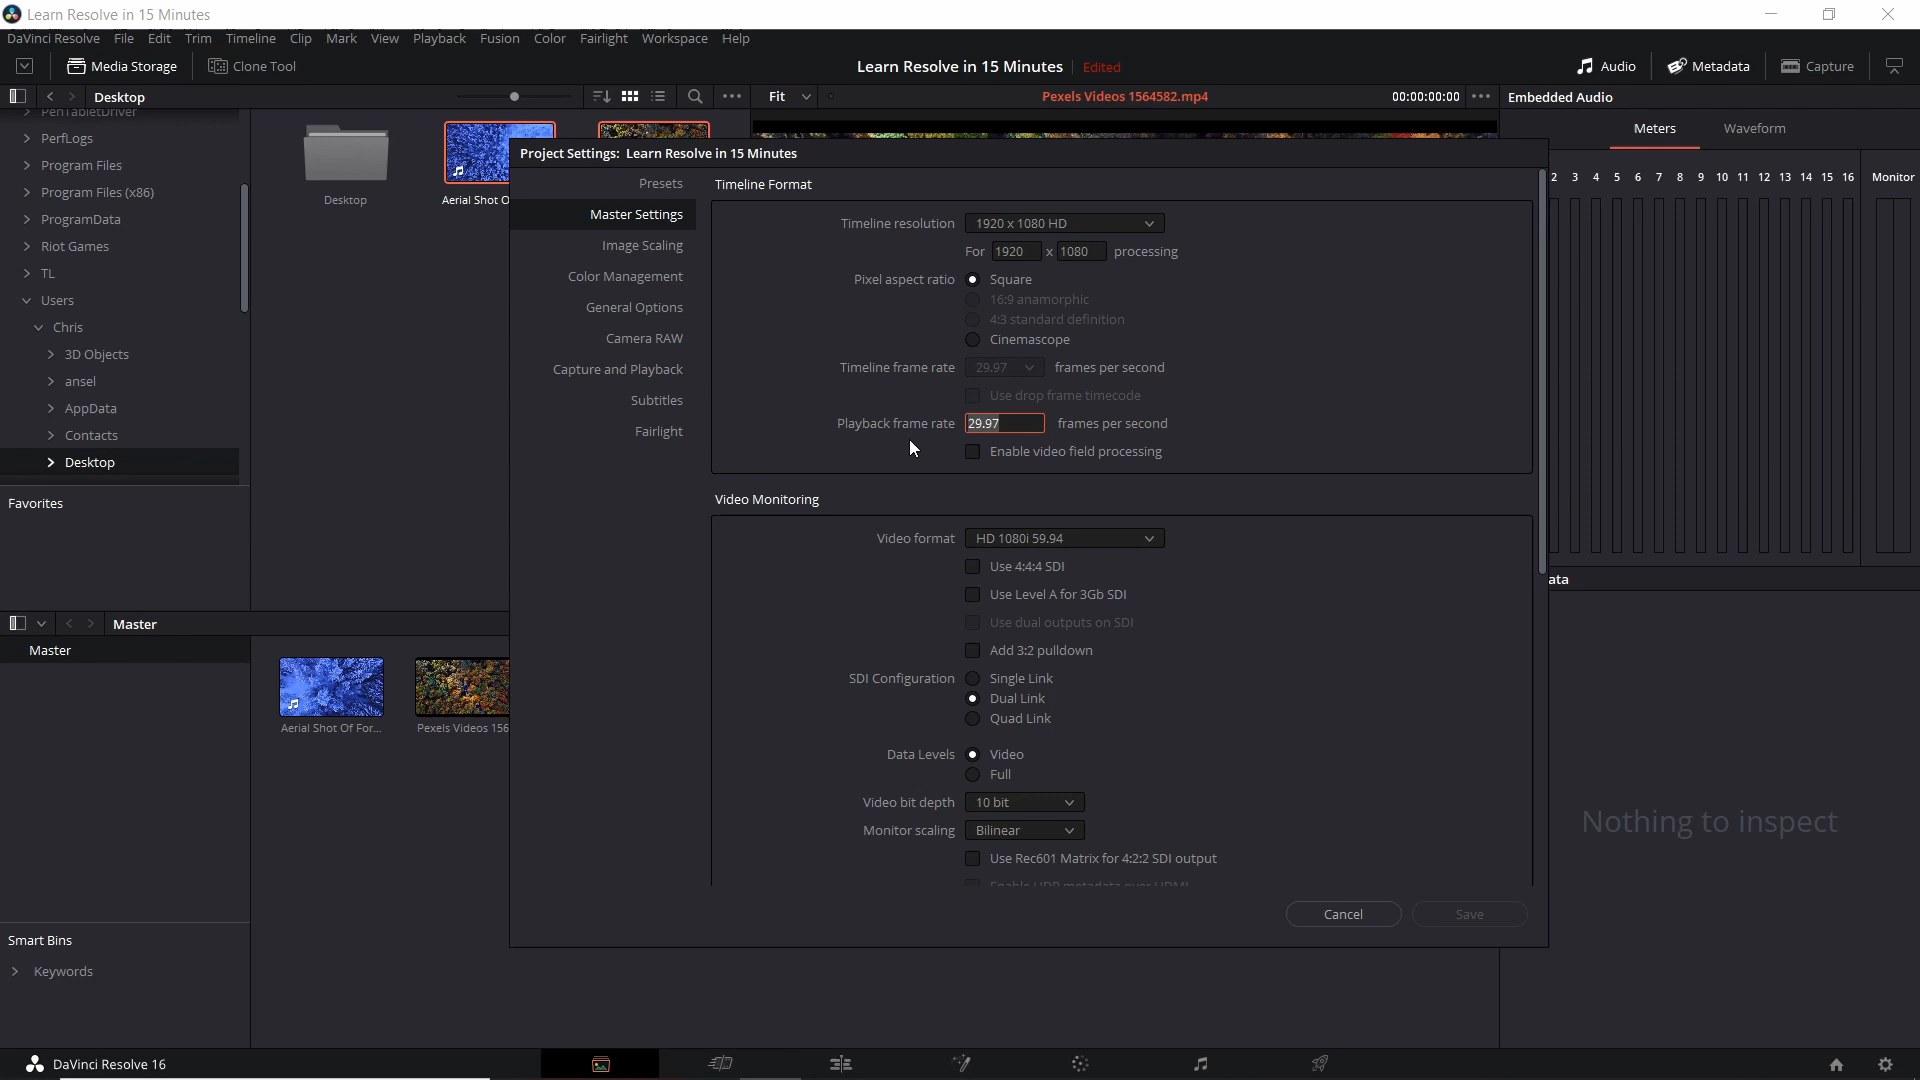 Learn Resolve in 15 Minutes
DaVinci Resolve File Edit Trim Timeline Clip Mark View Playback Fusion Color Fairlight Workspace Help
Media Storage Clone Tool Learn Resolve in 15 Minutes Edited Audio Metadata Capture
Desktop Fit Pexels Videos 1564582.mp4 00:00:00:00 Embedded Audio
PenTabletDriver
PerfLogs
Program Files
Program Files (x86)
ProgramData
Riot Games
TL
Users
Chris
3D Objects
ansel
AppData
Contacts
Desktop
Favorites
Desktop
Aerial Shot O
Meters Waveform
2 3 4 5 6 7 8 9 10 11 12 13 14 15 16 Monitor
Project Settings: Learn Resolve in 15 Minutes
Presets
Master Settings
Image Scaling
Color Management
General Options
Camera RAW
Capture and Playback
Subtitles
Fairlight
Timeline Format
Timeline resolution 1920 x 1080 HD
For 1920 x 1080 processing
Pixel aspect ratio Square
16:9 anamorphic
4:3 standard definition
Cinemascope
Timeline frame rate 29.97 frames per second
Use drop frame timecode
Playback frame rate 29.97 frames per second
Enable video field processing
Video Monitoring
Video format HD 1080i 59.94
Use 4:4:4 SDI
Use Level A for 3Gb SDI
Use dual outputs on SDI
Add 3:2 pulldown
SDI Configuration Single Link
Dual Link
Quad Link
Data Levels Video
Full
Video bit depth 10 bit
Monitor scaling Bilinear
Use Rec601 Matrix for 4:2:2 SDI output
Enable HDR metadata over HDMI
Cancel Save
ata
Nothing to inspect
Master
Master
Aerial Shot Of For...
Pexels Videos 156
Smart Bins
Keywords
DaVinci Resolve 16